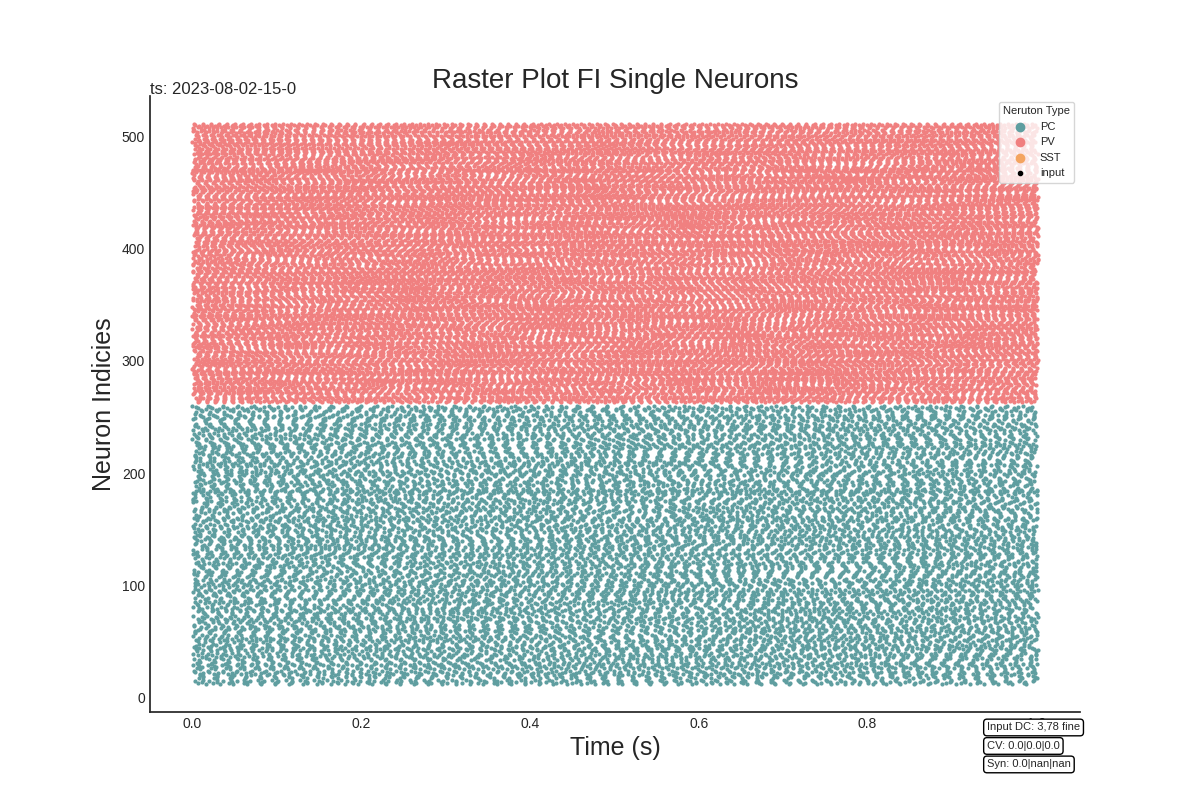 Raster Plot FI Single Neurons
ts: 2023-08-02-15-0
Neruton Type
PC
PV
SST
input
500
400
300
200
100
0
Neuron Indicies
0.0 0.2 0.4 0.6 0.8
Time (s)
Input DC: 3,78 fine
CV: 0.0|0.0|0.0
Syn: 0.0|nan|nan